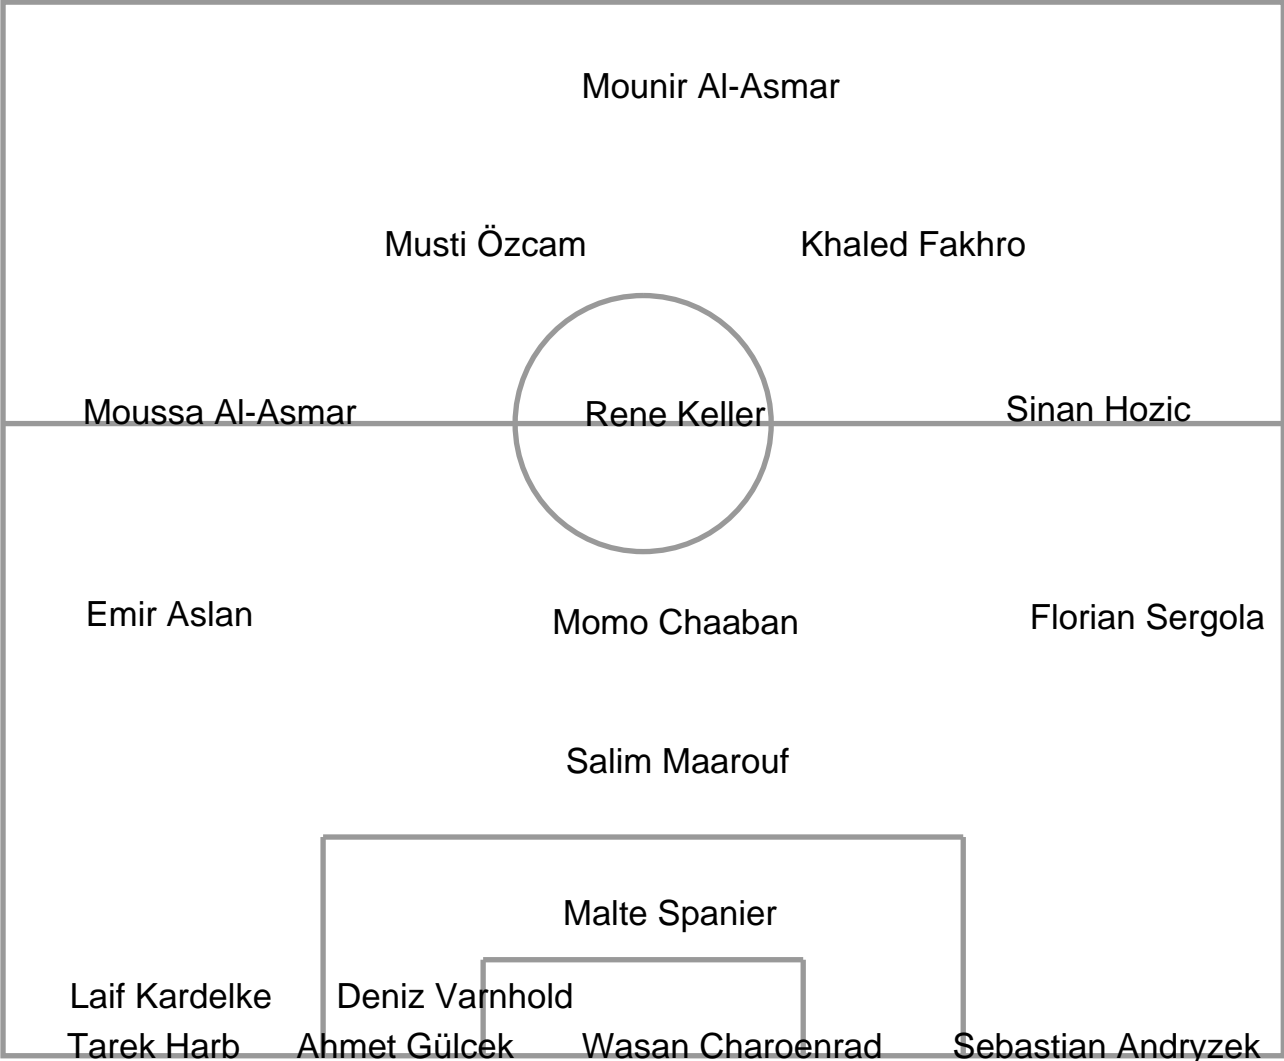 Mounir Al-Asmar
Musti Özcam Khaled Fakhro
Moussa Al-Asmar Rene Keller Sinan Hozic
Emir Aslan Momo Chaaban Florian Sergola
Salim Maarouf
Malte Spanier
Laif Kardelke Deniz Varnhold
Tarek Harb Ahmet Gülcek Wasan Charoenrad Sebastian Andryzek